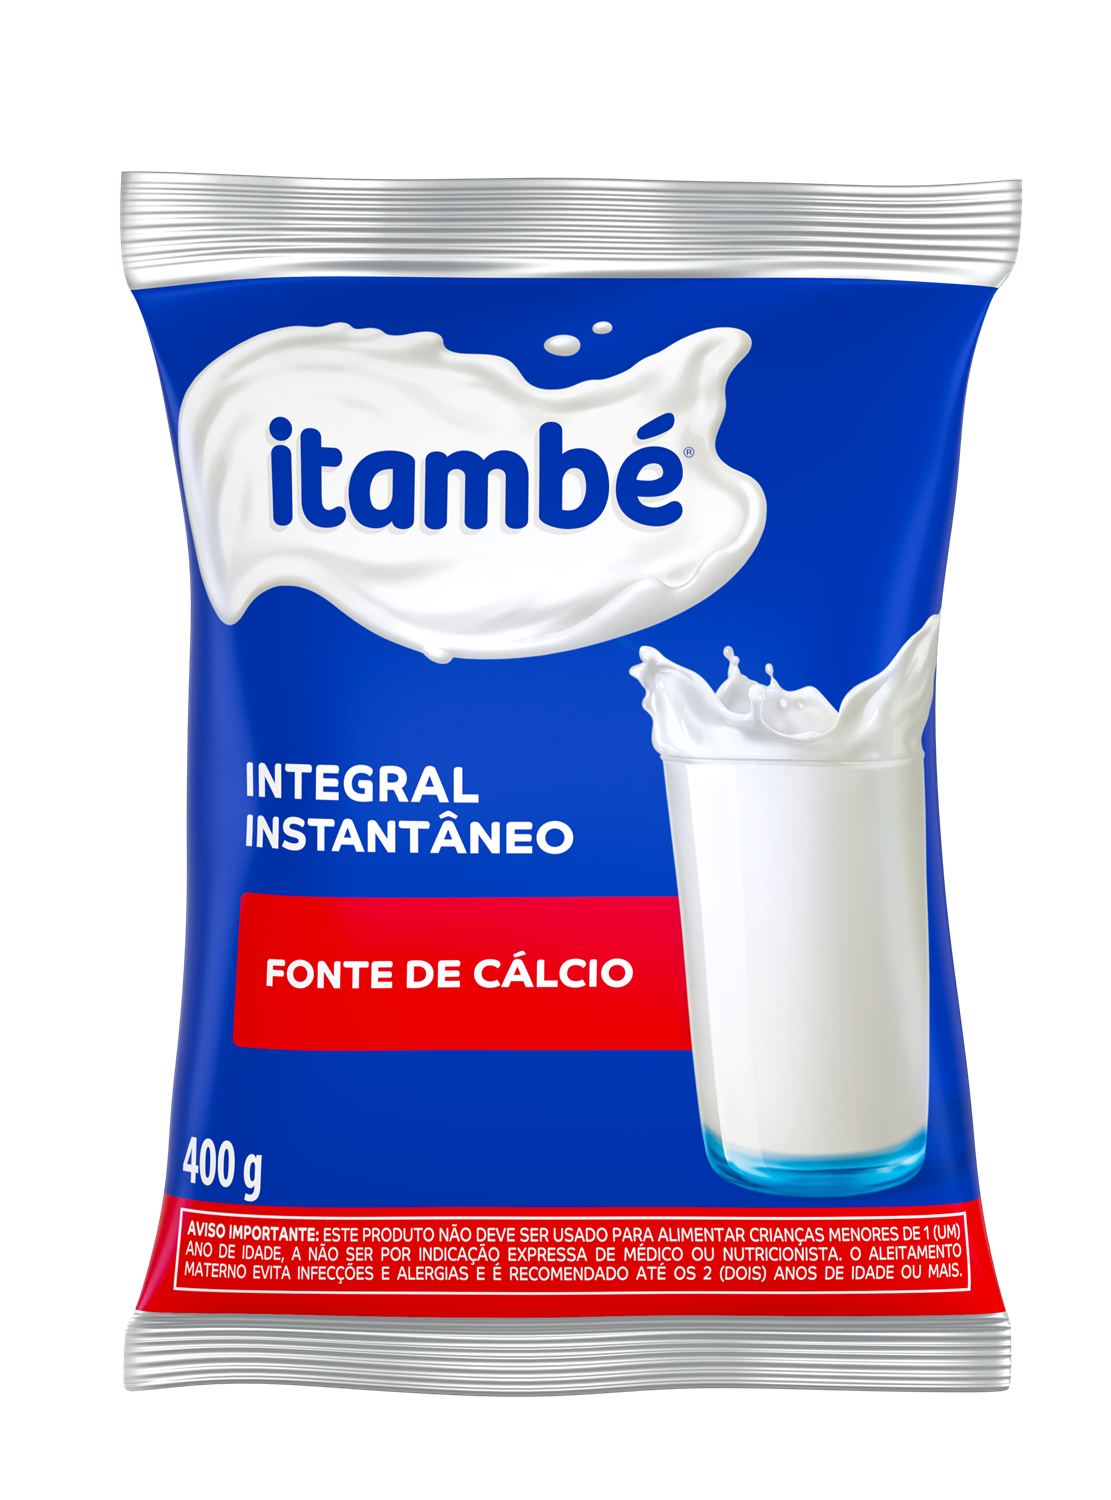 itambé®
INTEGRAL
INSTANTÂNEO
FONTE DE CÁLCIO
400 g
AVISO IMPORTANTE: ESTE PRODUTO NÃO DEVE SER USADO PARA ALIMENTAR CRIANÇAS MENORES DE 1 (UM)
ANO DE IDADE, A NÃO SER POR INDICAÇÃO EXPRESSA DE MÉDICO OU NUTRICIONISTA. O ALEITAMENTO
MATERNO EVITA INFECÇÕES E ALERGIAS E É RECOMENDADO ATÉ OS 2 (DOIS) ANOS DE IDADE OU MAIS.